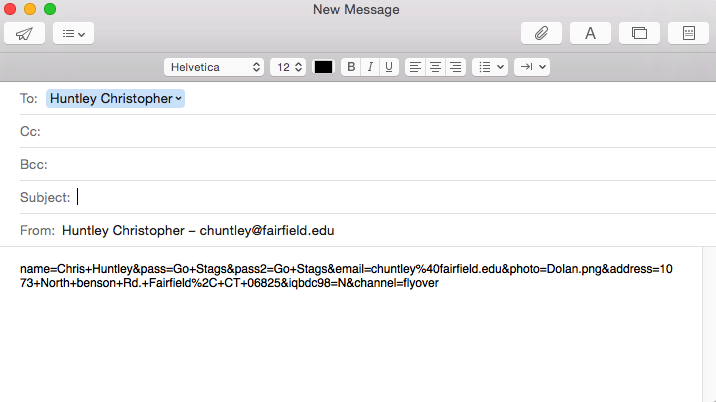 New Message
A
Helvetica 12 B I U
To: Huntley Christopher
Cc:
Bcc:
Subject:
From: Huntley Christopher – chuntley@fairfield.edu
name=Chris+Huntley&pass=Go+Stags&pass2=Go+Stags&email=chuntley%40fairfield.edu&photo=Dolan.png&address=10
73+North+benson+Rd.+Fairfield%2C+CT+06825&iqbdc98=N&channel=flyover